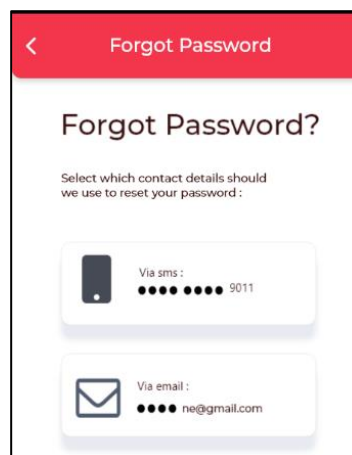 Forgot Password
Forgot Password?
Select which contact details should
we use to reset your password :
Via sms :
●●●● ●●●● 9011
Via email :
●●●● ne@gmail.com